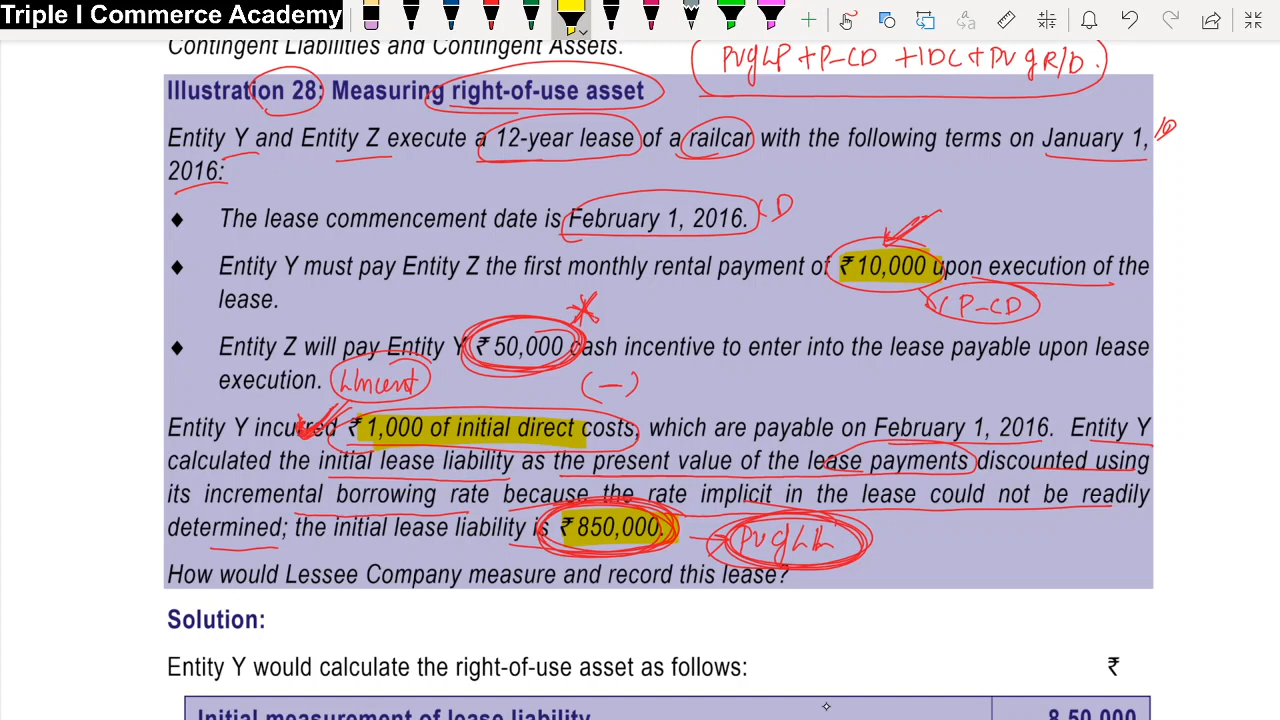 Triple I Commerce Academy
Contingent Liabilities and Contingent Assets.
PVgLP + P-CD + IDC + PVgR/D.
Illustration 28: Measuring right-of-use asset
Entity Y and Entity Z execute a 12-year lease of a railcar with the following terms on January 1,
2016:
♦ The lease commencement date is February 1, 2016. CD
♦ Entity Y must pay Entity Z the first monthly rental payment of ₹ 10,000 upon execution of the
lease. P-CD
♦ Entity Z will pay Entity Y ₹ 50,000 cash incentive to enter into the lease payable upon lease
execution. LIncent (-)
Entity Y incurred ₹ 1,000 of initial direct costs, which are payable on February 1, 2016. Entity Y
calculated the initial lease liability as the present value of the lease payments discounted using
its incremental borrowing rate because the rate implicit in the lease could not be readily
determined; the initial lease liability is ₹ 850,000. PVgLL
How would Lessee Company measure and record this lease?
Solution:
Entity Y would calculate the right-of-use asset as follows: ₹
Initial measurement of lease liability 8,50,000